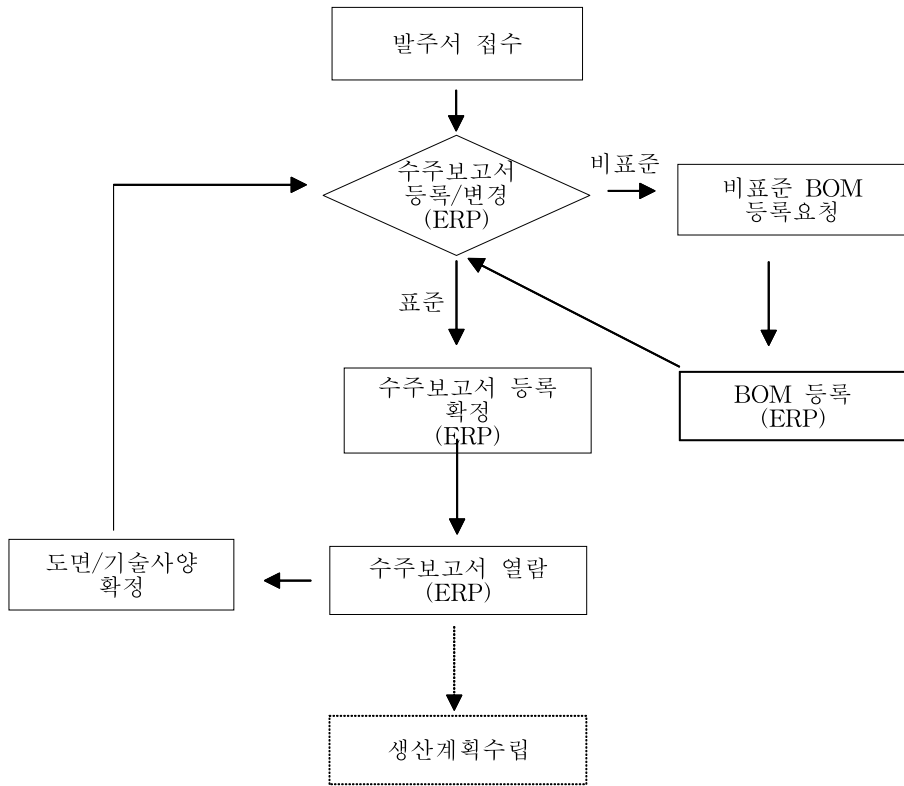 발주서 접수
수주보고서
등록/변경
(ERP)
비표준
비표준 BOM
등록요청
표준
수주보고서 등록
확정
(ERP)
BOM 등록
(ERP)
도면/기술사양
확정
수주보고서 열람
(ERP)
생산계획수립